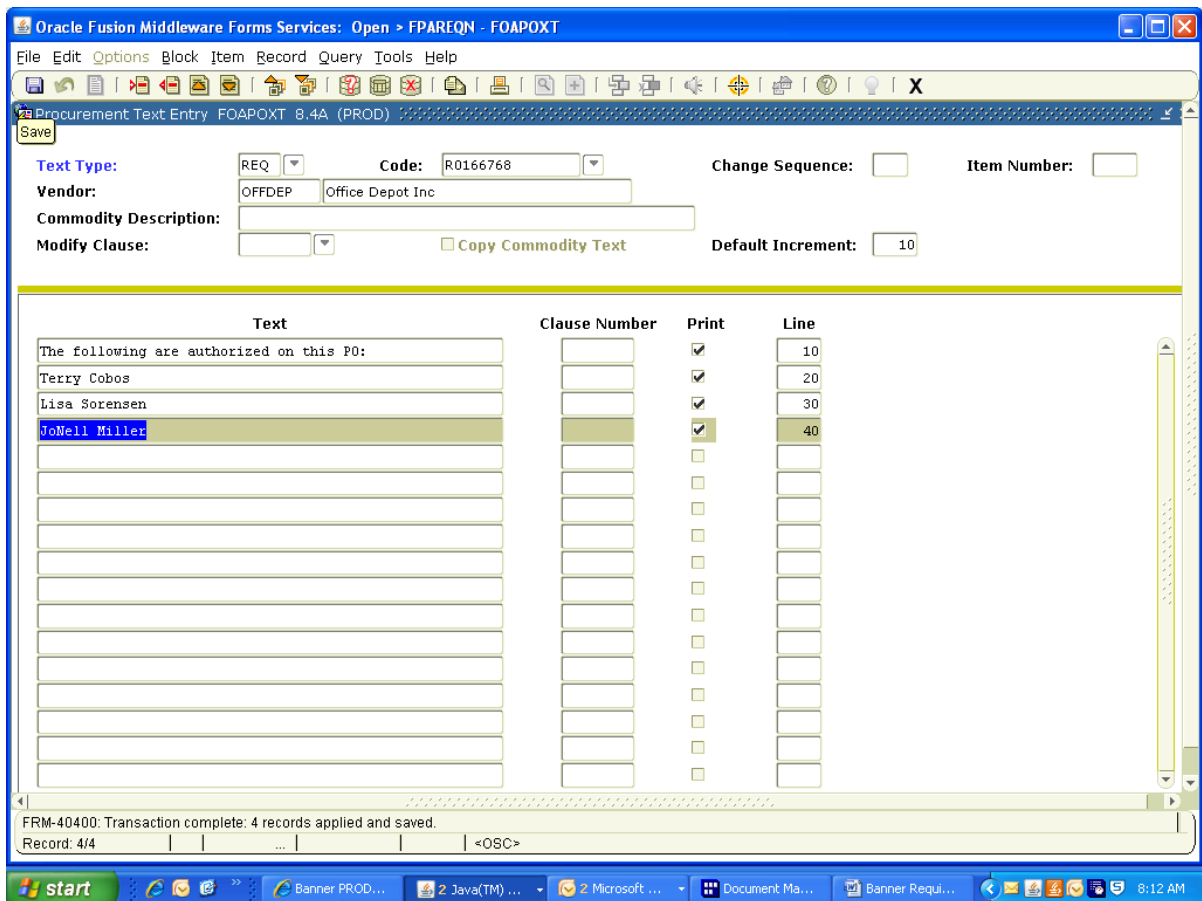 Oracle Fusion Middleware Forms Services: Open > FPAREQN - FOAPOXT
File Edit Options Block Item Record Query Tools Help
X
Procurement Text Entry FOAPOXT 8.4A (PROD)
Save
Text Type: REQ Code: R0166768 Change Sequence: Item Number:
Vendor: OFFDEP Office Depot Inc
Commodity Description:
Modify Clause: Copy Commodity Text Default Increment: 10
Text Clause Number Print Line
The following are authorized on this PO: 10
Terry Cobos 20
Lisa Sorensen 30
JoNell Miller 40
FRM-40400: Transaction complete: 4 records applied and saved.
Record: 4/4 ... <OSC>
start » Banner PROD... 2 Java(TM) ... 2 Microsoft ... Document Ma... Banner Requi... 8:12 AM